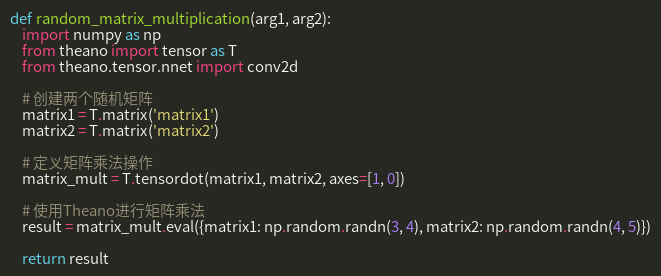 def random_matrix_multiplication(arg1, arg2):
    import numpy as np
    from theano import tensor as T
    from theano.tensor.nnet import conv2d
    # 创建两个随机矩阵
    matrix1 = T.matrix('matrix1')
    matrix2 = T.matrix('matrix2')
    # 定义矩阵乘法操作
    matrix_mult = T.tensordot(matrix1, matrix2, axes=[1, 0])
    # 使用Theano进行矩阵乘法
    result = matrix_mult.eval({matrix1: np.random.randn(3, 4), matrix2: np.random.randn(4, 5)})
    return result